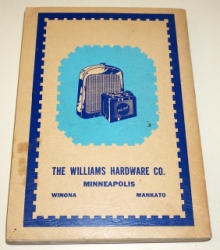 THE WILLIAMS HARDWARE CO.
MINNEAPOLIS
WINONA MANKATO